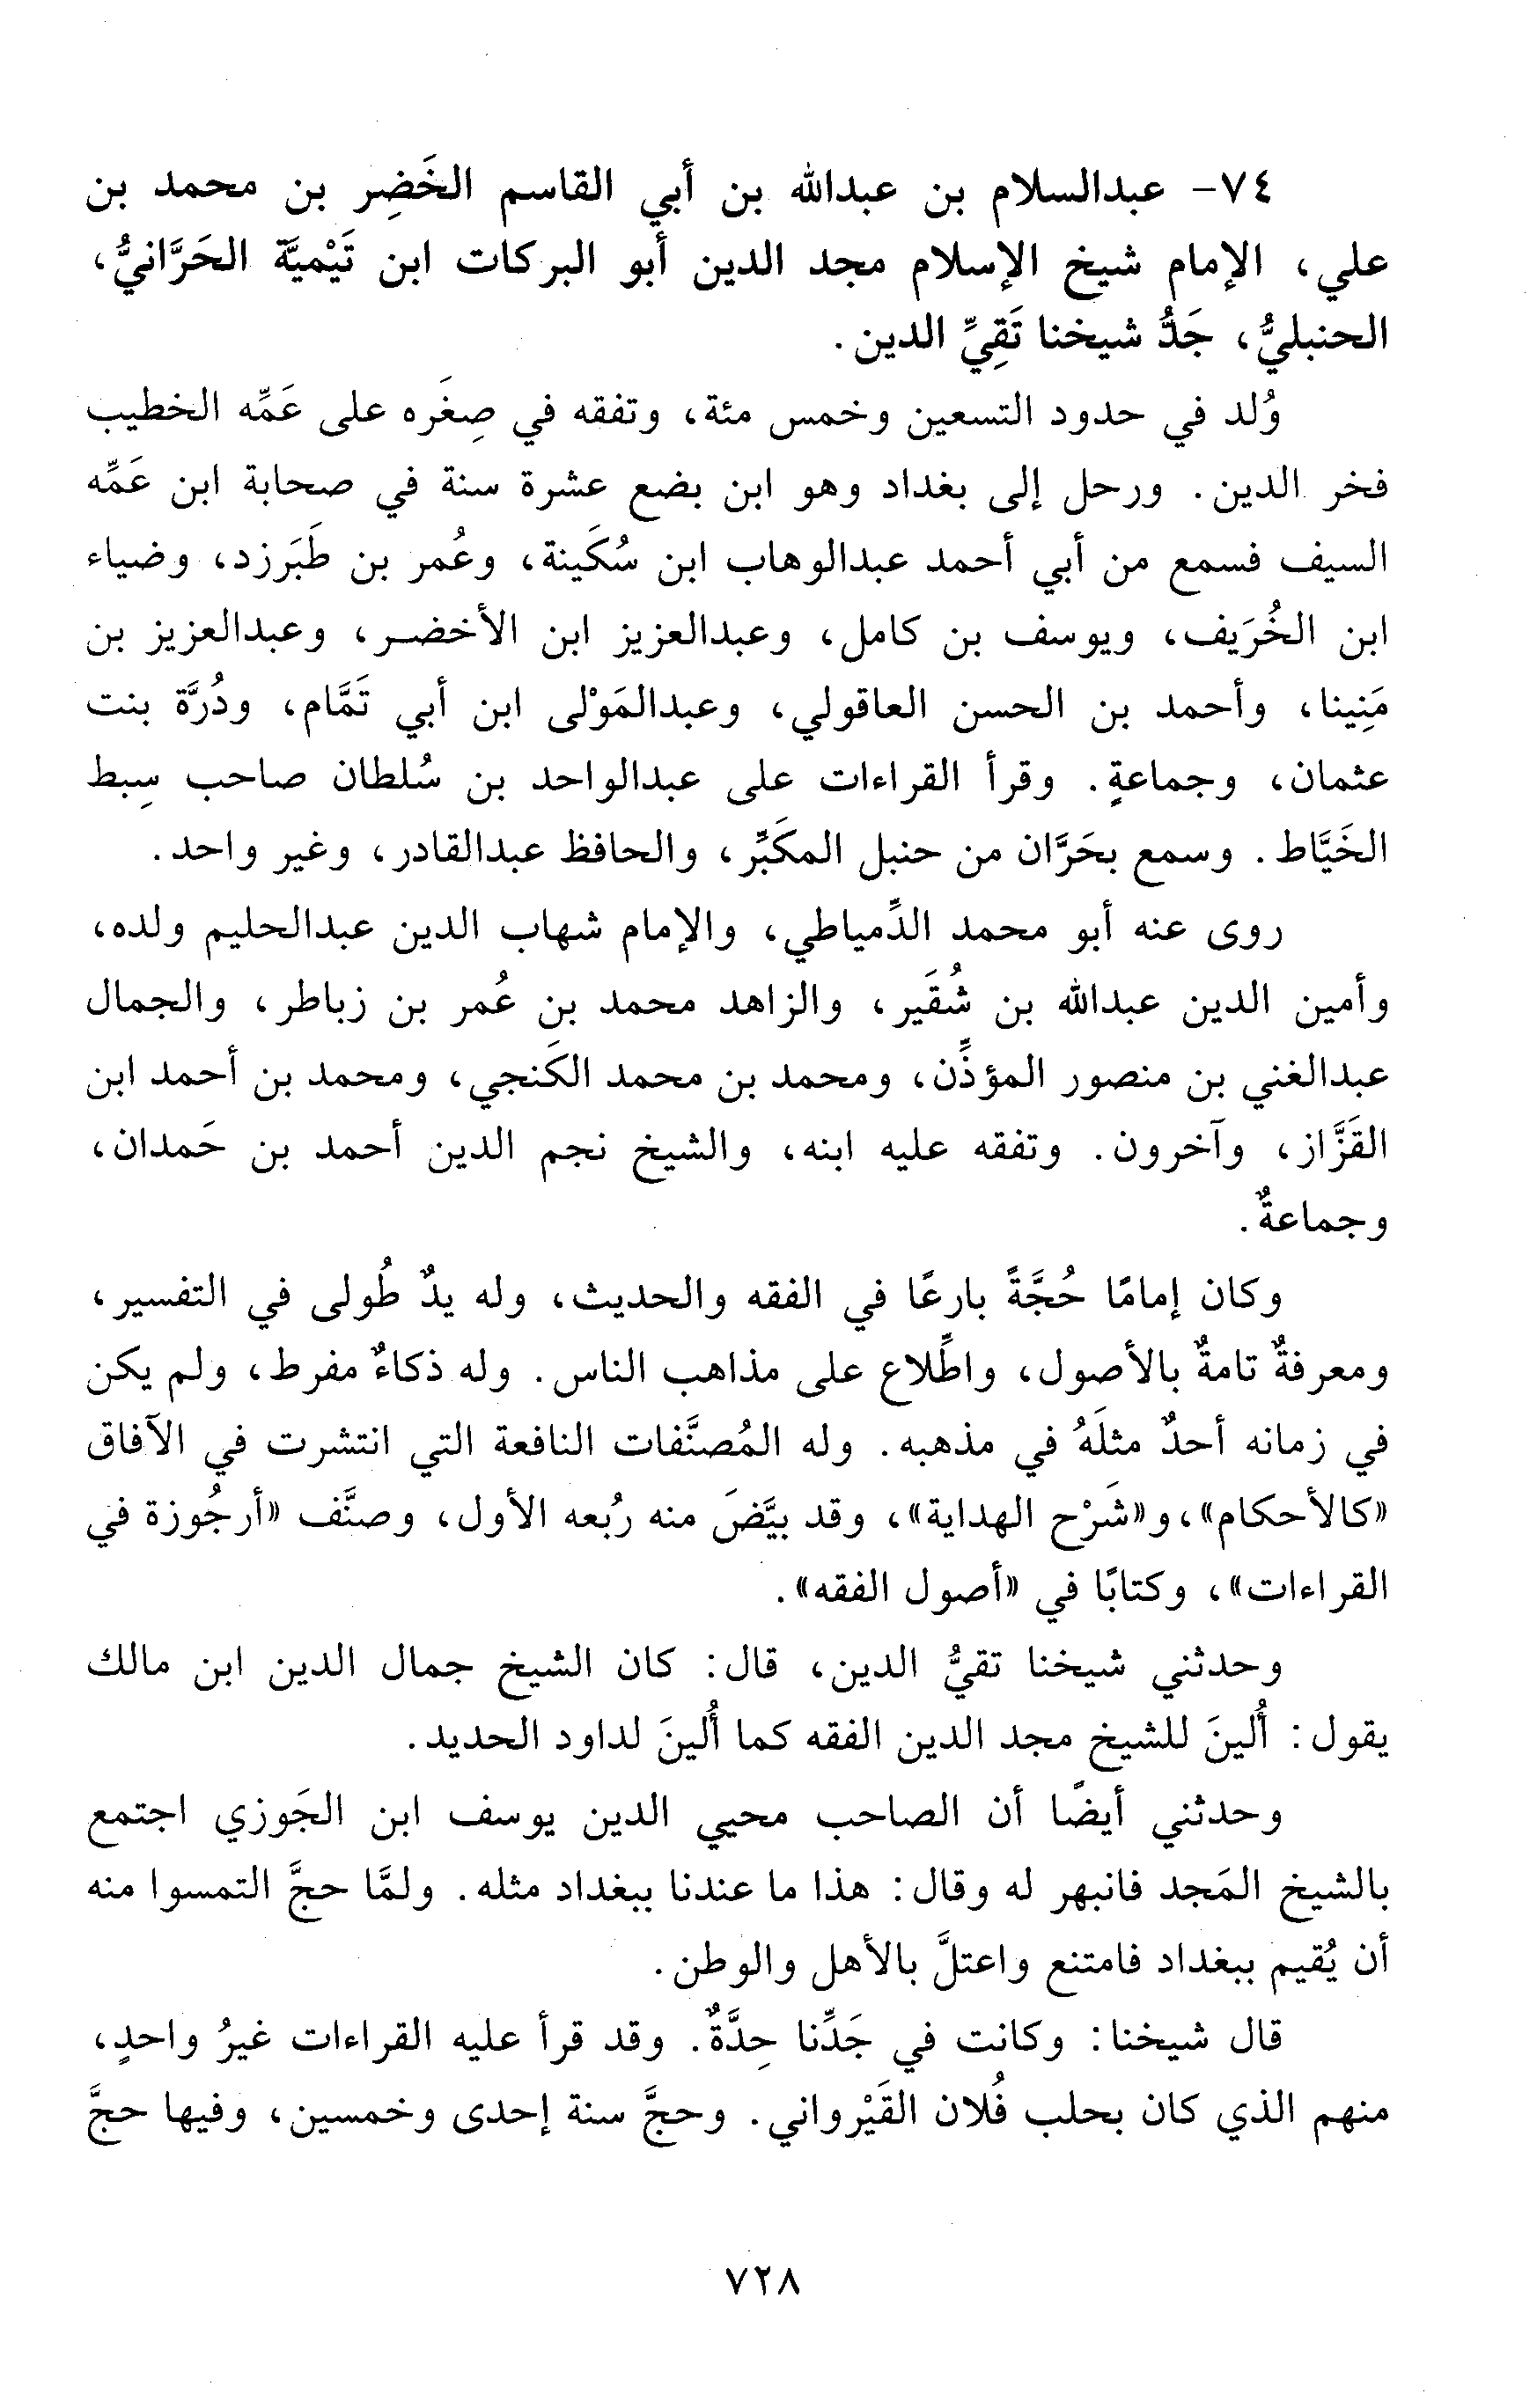 ٧٤- عبدالسلام بن عبدالله بن أبي القاسم الخَضِر بن محمد بن
علي، الإمام شيخ الإسلام مجد الدين أبو البركات ابن تَيْميَّة الحَرَّانيُّ،
الحنبليُّ، جَدُّ شيخنا تَقِيِّ الدين.
وُلد في حدود التسعين وخمس مئة، وتفقه في صِغَره على عَمِّه الخطيب
فخر الدين. ورحل إلى بغداد وهو ابن بضع عشرة سنة في صحابة ابن عَمِّه
السيف فسمع من أبي أحمد عبدالوهاب ابن سُكَينة، وعُمر بن طَبَرزد، وضياء
ابن الخُرَيف، ويوسف بن كامل، وعبدالعزيز ابن الأخضر، وعبدالعزيز بن
مَنِينا، وأحمد بن الحسن العاقولي، وعبدالمَوْلى ابن أبي تَمَّام، ودُرَّة بنت
عثمان، وجماعةٍ. وقرأ القراءات على عبدالواحد بن سُلطان صاحب سِبط
الخَيَّاط. وسمع بحَرَّان من حنبل المكَبِّر، والحافظ عبدالقادر، وغير واحد.
روى عنه أبو محمد الدِّمياطي، والإمام شهاب الدين عبدالحليم ولده،
وأمين الدين عبدالله بن شُقَير، والزاهد محمد بن عُمر بن زباطر، والجمال
عبدالغني بن منصور المؤذِّن، ومحمد بن محمد الكَنجي، ومحمد بن أحمد ابن
القَزَّاز، وآخرون. وتفقه عليه ابنه، والشيخ نجم الدين أحمد بن حَمدان،
وجماعةٌ.
وكان إمامًا حُجَّةً بارعًا في الفقه والحديث، وله يدٌ طُولى في التفسير،
ومعرفةٌ تامةٌ بالأصول، واطِّلاع على مذاهب الناس. وله ذكاءٌ مفرط، ولم يكن
في زمانه أحدٌ مثلَهُ في مذهبه. وله المُصنَّفات النافعة التي انتشرت في الآفاق
«كالأحكام»، و«شَرْح الهداية»، وقد بيَّضَ منه رُبعه الأول، وصنَّف «أرجُوزة في
القراءات»، وكتابًا في «أصول الفقه».
وحدثني شيخنا تقيُّ الدين، قال: كان الشيخ جمال الدين ابن مالك
يقول: أُلينَ للشيخ مجد الدين الفقه كما أُلينَ لداود الحديد.
وحدثني أيضًا أن الصاحب محيي الدين يوسف ابن الجَوزي اجتمع
بالشيخ المَجد فانبهر له وقال: هذا ما عندنا ببغداد مثله. ولمَّا حجَّ التمسوا منه
أن يُقيم ببغداد فامتنع واعتلَّ بالأهل والوطن.
قال شيخنا: وكانت في جَدِّنا حِدَّةٌ. وقد قرأ عليه القراءات غيرُ واحدٍ،
منهم الذي كان بحلب فُلان القَيْرواني. وحجَّ سنة إحدى وخمسين، وفيها حجَّ
٧٢٨